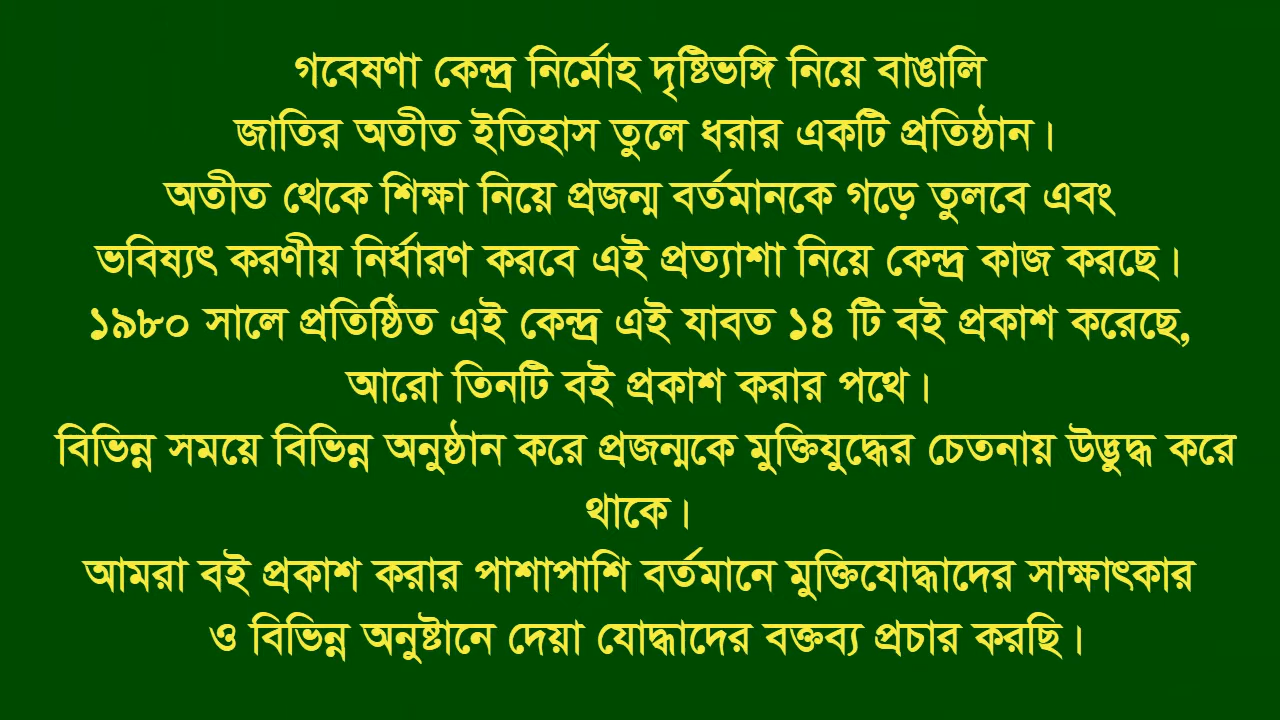 গবেষণা কেন্দ্র নির্মোহ দৃষ্টিভঙ্গি নিয়ে বাঙালি
জাতির অতীত ইতিহাস তুলে ধরার একটি প্রতিষ্ঠান।
অতীত থেকে শিক্ষা নিয়ে প্রজন্ম বর্তমানকে গড়ে তুলবে এবং
ভবিষ্যৎ করণীয় নির্ধারণ করবে এই প্রত্যাশা নিয়ে কেন্দ্র কাজ করছে।
১৯৮০ সালে প্রতিষ্ঠিত এই কেন্দ্র এই যাবত ১৪ টি বই প্রকাশ করেছে,
আরো তিনটি বই প্রকাশ করার পথে।
বিভিন্ন সময়ে বিভিন্ন অনুষ্ঠান করে প্রজন্মকে মুক্তিযুদ্ধের চেতনায় উদ্ভুদ্ধ করে
থাকে।
আমরা বই প্রকাশ করার পাশাপাশি বর্তমানে মুক্তিযোদ্ধাদের সাক্ষাৎকার
ও বিভিন্ন অনুষ্টানে দেয়া যোদ্ধাদের বক্তব্য প্রচার করছি।